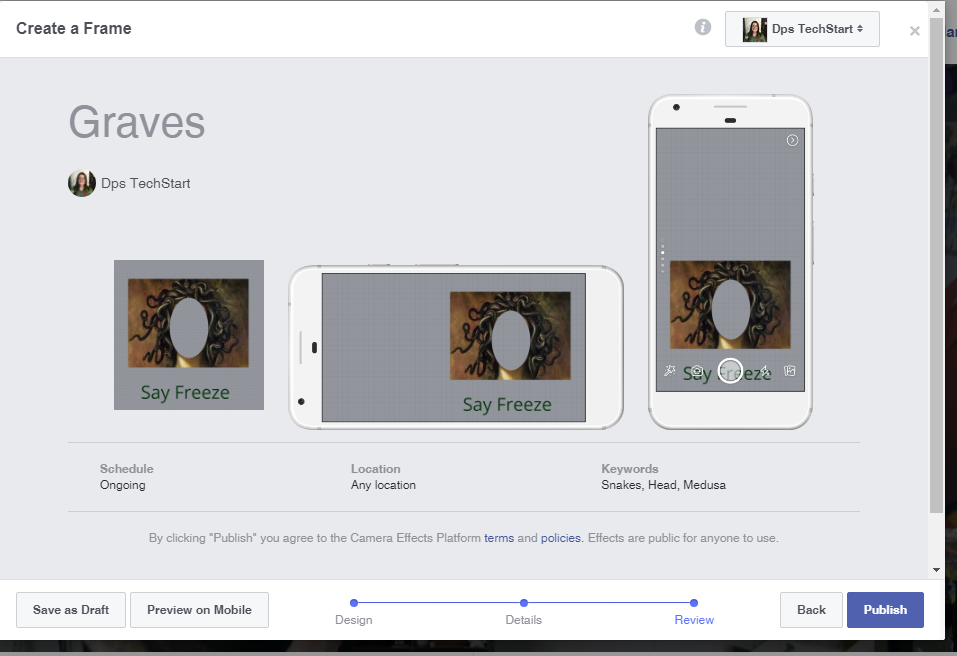 Create a Frame
Dps TechStart
Graves
Dps TechStart
Say Freeze
Say Freeze
Say Freeze
Schedule
Ongoing
Location
Any location
Keywords
Snakes, Head, Medusa
By clicking "Publish" you agree to the Camera Effects Platform terms and policies. Effects are public for anyone to use.
Save as Draft
Preview on Mobile
Design
Details
Review
Back
Publish